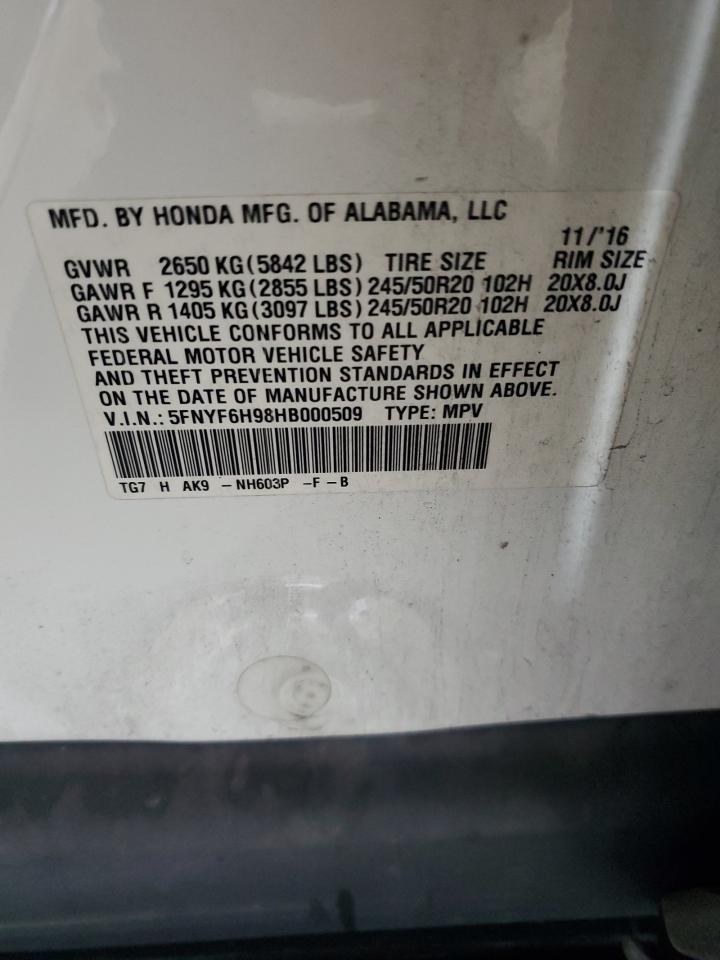 MFD. BY HONDA MFG. OF ALABAMA, LLC
11/'16
GVWR 2650 KG(5842 LBS) TIRE SIZE RIM SIZE
GAWR F 1295 KG(2855 LBS)245/50R20 102H 20X8.0J
GAWR R 1405 KG(3097 LBS)245/50R20 102H 20X8.0J
THIS VEHICLE CONFORMS TO ALL APPLICABLE
FEDERAL MOTOR VEHICLE SAFETY
AND THEFT PREVENTION STANDARDS IN EFFECT
ON THE DATE OF MANUFACTURE SHOWN ABOVE.
V.I.N.: 5FNYF6H98HB000509 TYPE: MPV
TG7 H AK9 -NH603P -F-B